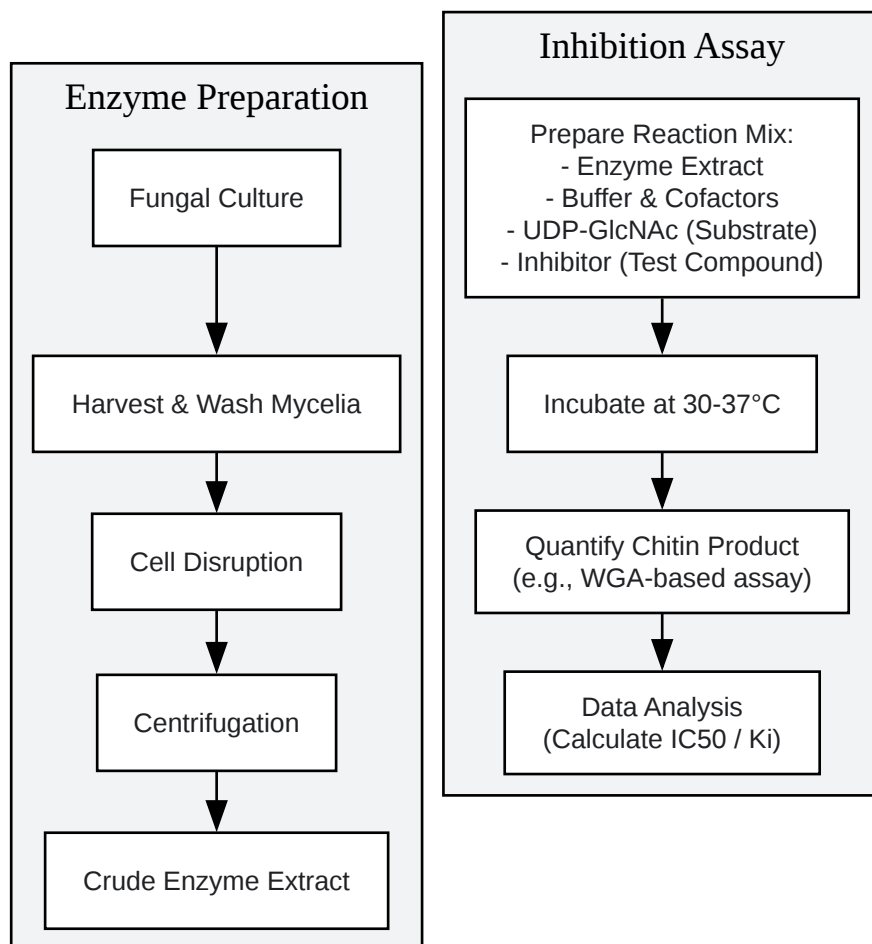 Enzyme Preparation
Fungal Culture
Harvest & Wash Mycelia
Cell Disruption
Centrifugation
Crude Enzyme Extract
Inhibition Assay
Prepare Reaction Mix:
- Enzyme Extract
- Buffer & Cofactors
- UDP-GlcNAc (Substrate)
- Inhibitor (Test Compound)
Incubate at 30-37°C
Quantify Chitin Product
(e.g., WGA-based assay)
Data Analysis
(Calculate IC50 / Ki)